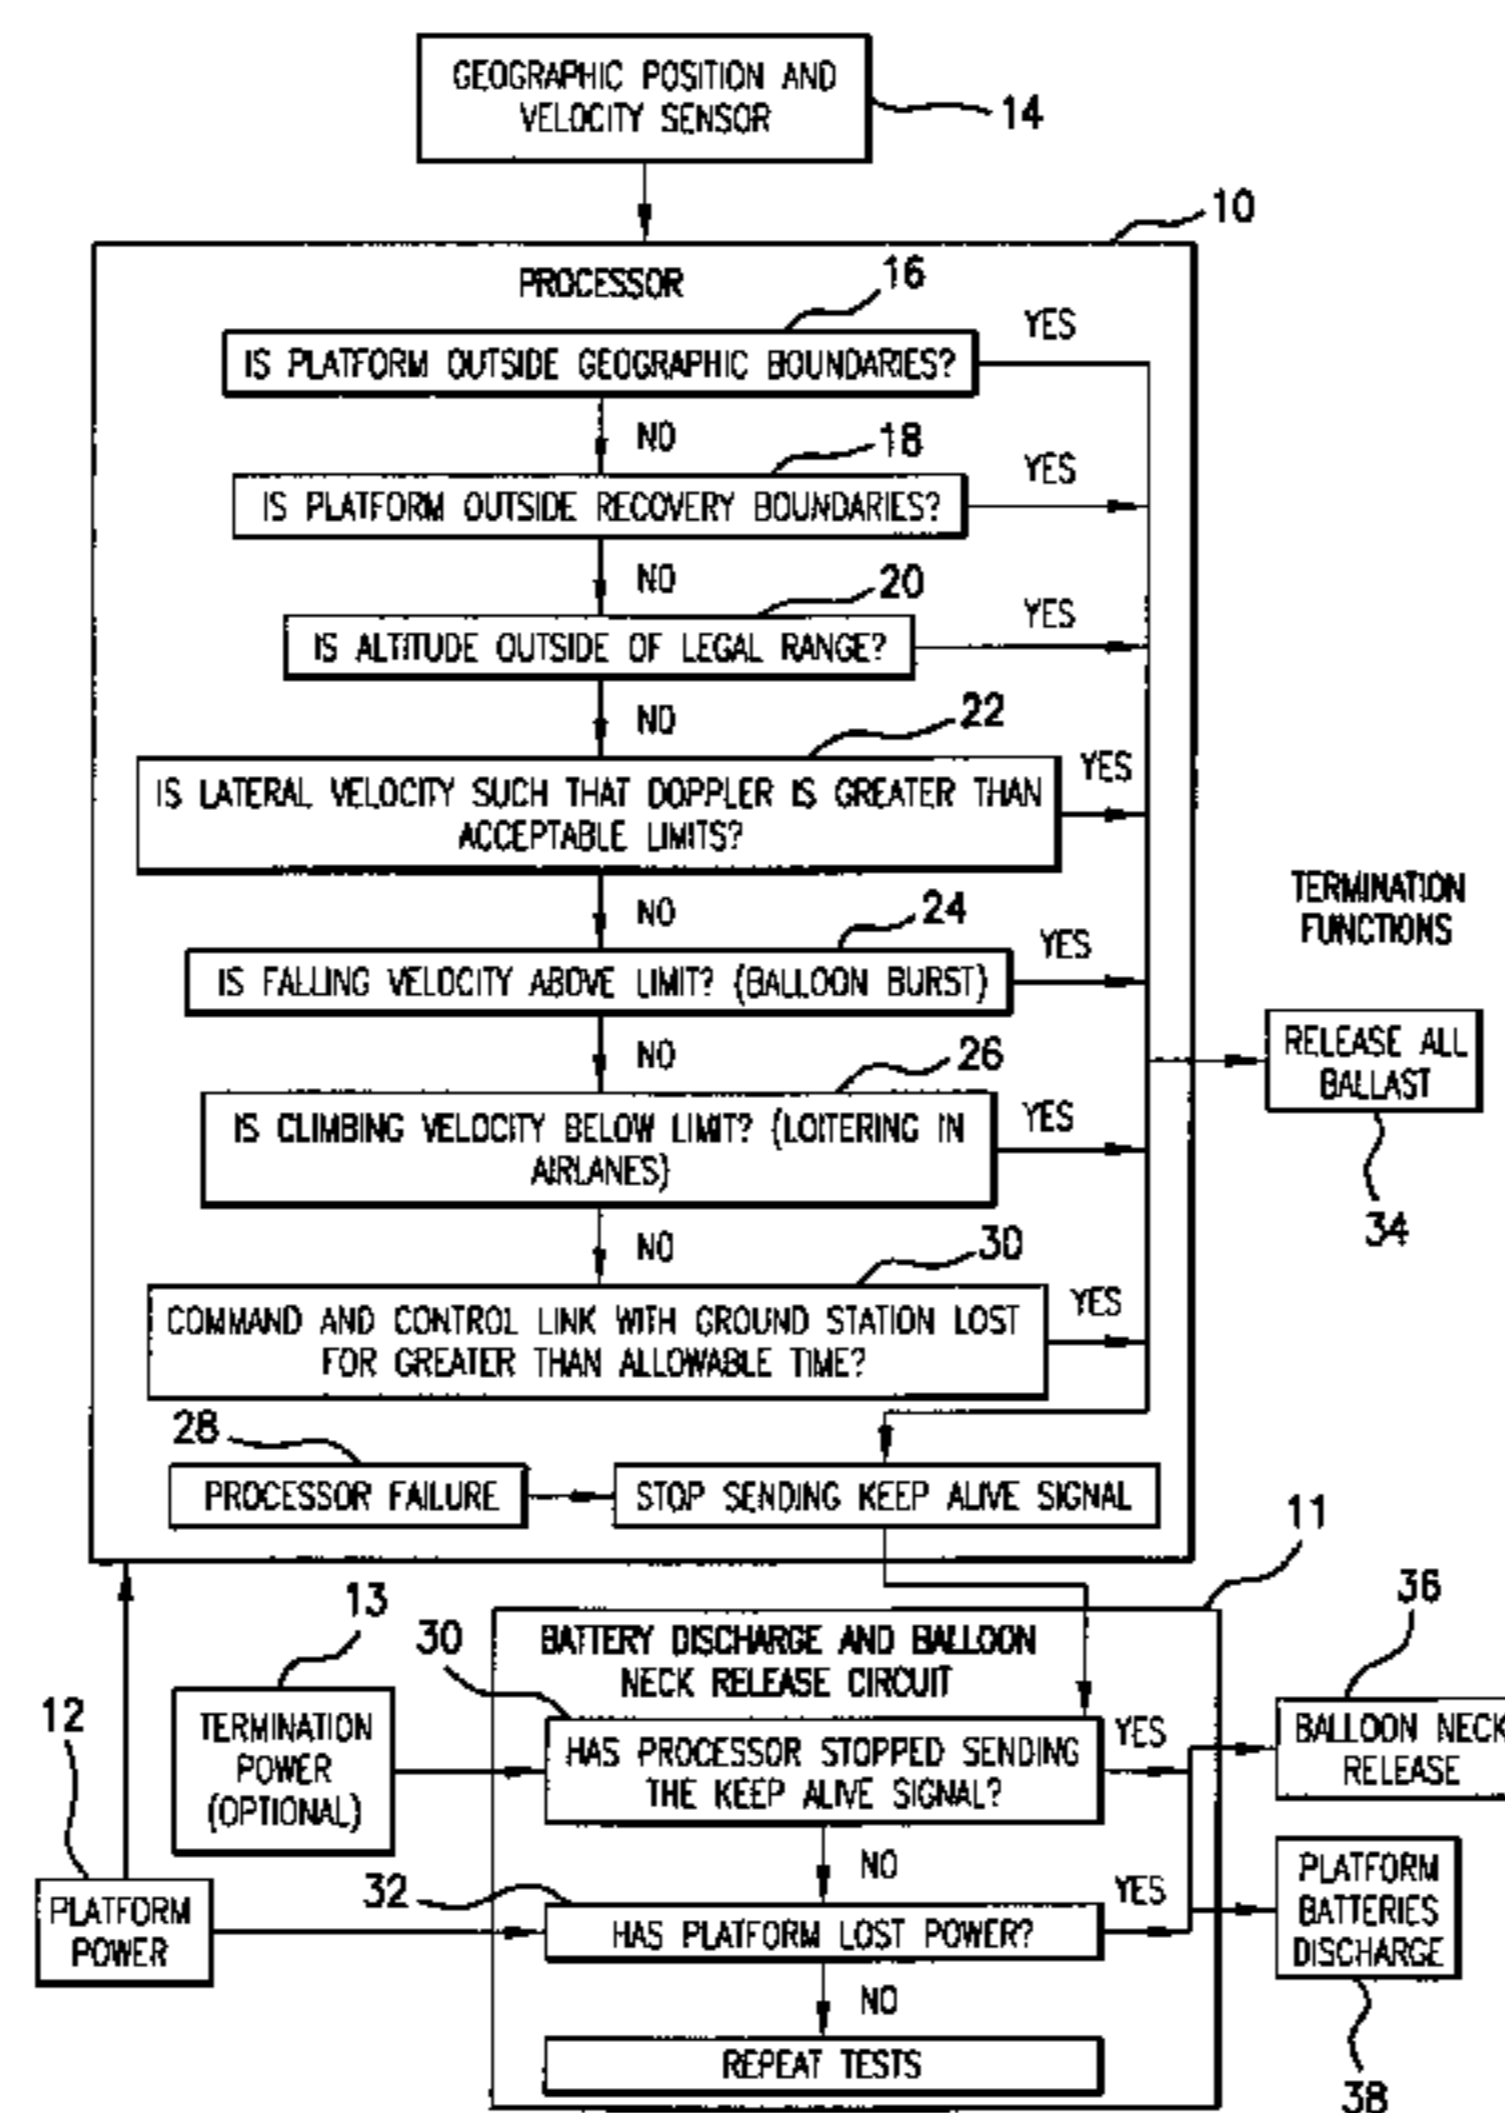 GEOGRAPHIC POSITION AND
VELOCITY SENSOR
14
10
PROCESSOR
16
IS PLATFORM OUTSIDE GEOGRAPHIC BOUNDARIES?
YES
NO
18
IS PLATFORM OUTSIDE RECOVERY BOUNDARIES?
YES
NO
20
IS ALTITUDE OUTSIDE OF LEGAL RANGE?
YES
NO
22
IS LATERAL VELOCITY SUCH THAT DOPPLER IS GREATER THAN
ACCEPTABLE LIMITS?
YES
NO
24
IS FALLING VELOCITY ABOVE LIMIT? (BALLOON BURST)
YES
NO
26
IS CLIMBING VELOCITY BELOW LIMIT? (LOITERING IN
AIRLANES)
YES
NO
30
COMMAND AND CONTROL LINK WITH GROUND STATION LOST
FOR GREATER THAN ALLOWABLE TIME?
YES
TERMINATION
FUNCTIONS
RELEASE ALL
BALLAST
34
28
PROCESSOR FAILURE
STOP SENDING KEEP ALIVE SIGNAL
11
13
TERMINATION
POWER
(OPTIONAL)
12
PLATFORM
POWER
BATTERY DISCHARGE AND BALLOON
NECK RELEASE CIRCUIT
30
HAS PROCESSOR STOPPED SENDING
THE KEEP ALIVE SIGNAL?
YES
NO
32
HAS PLATFORM LOST POWER?
YES
NO
REPEAT TESTS
36
BALLOON NECK
RELEASE
PLATFORM
BATTERIES
DISCHARGE
38